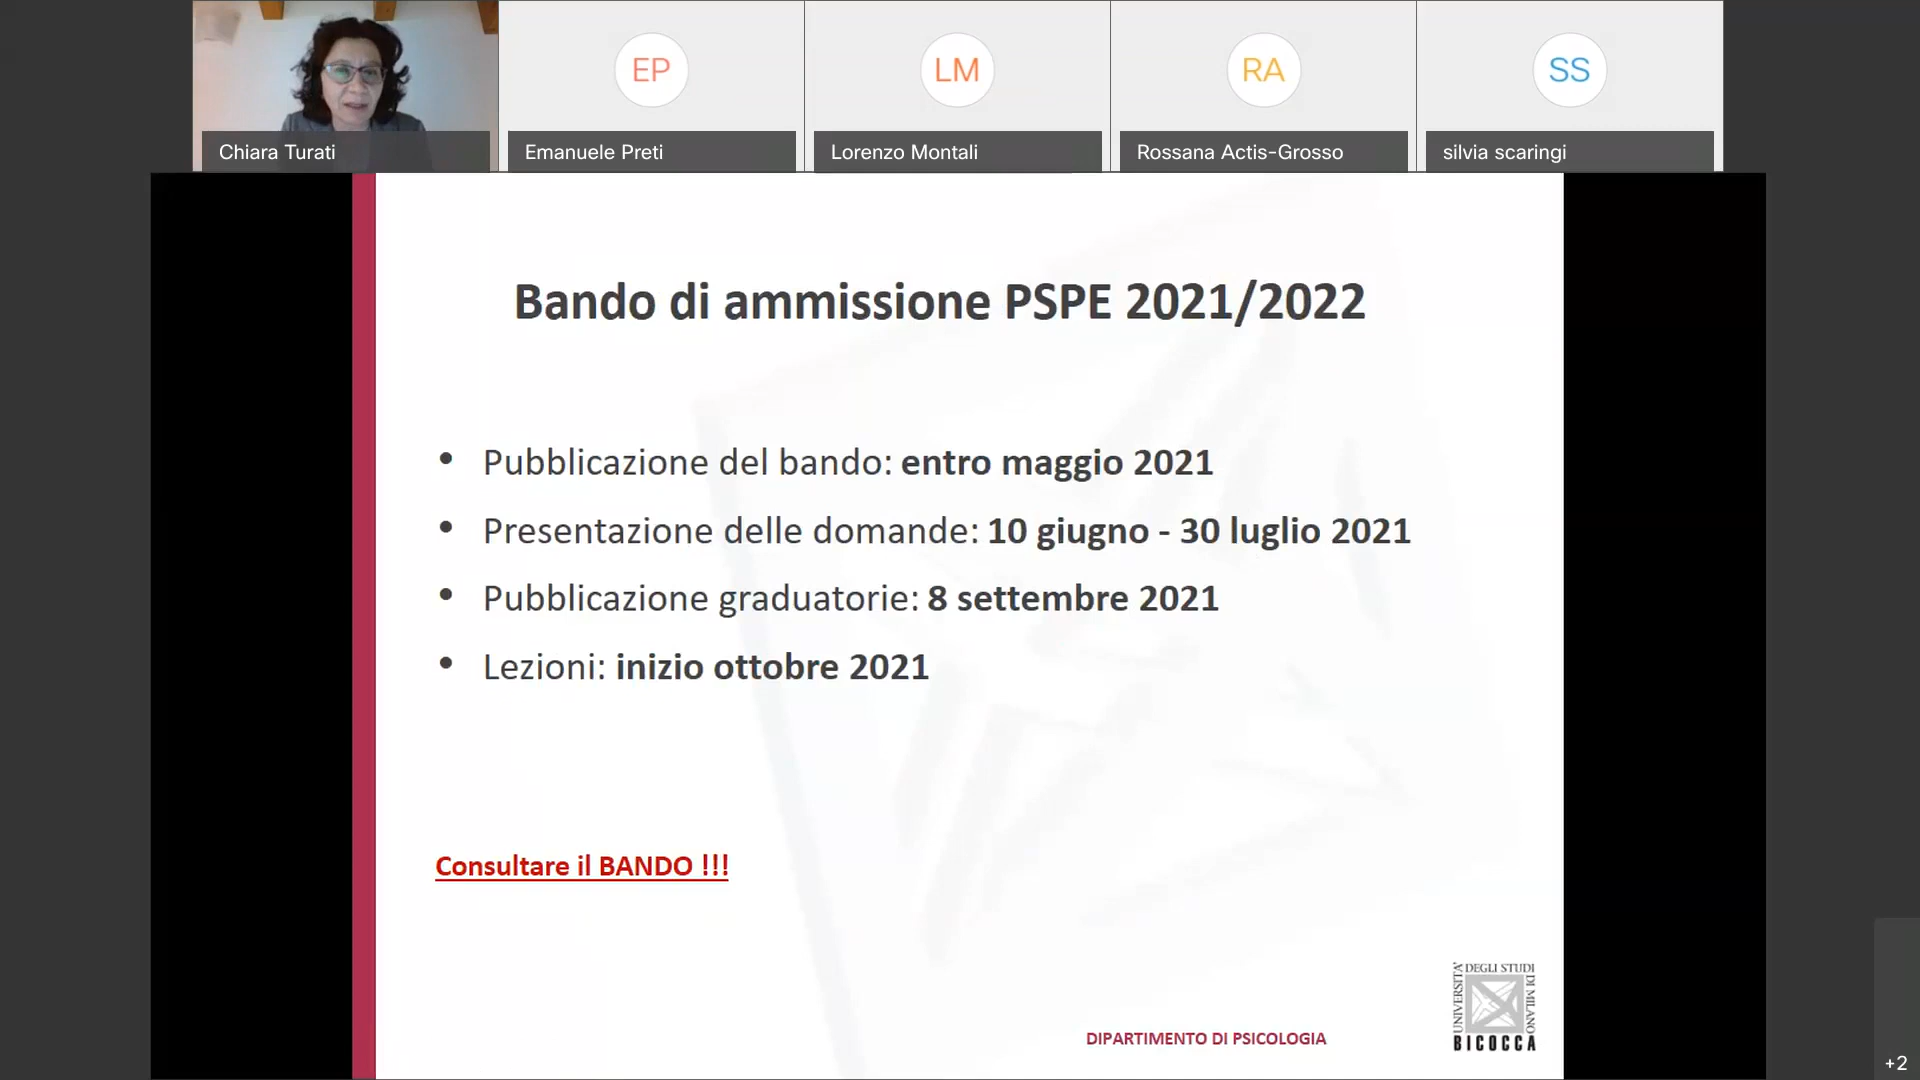 EP
LM
RA
SS
Chiara Turati
Emanuele Preti
Lorenzo Montali
Rossana Actis-Grosso
silvia scaringi
Bando di ammissione PSPE 2021/2022
• Pubblicazione del bando: entro maggio 2021
• Presentazione delle domande: 10 giugno - 30 luglio 2021
• Pubblicazione graduatorie: 8 settembre 2021
• Lezioni: inizio ottobre 2021
Consultare il BANDO !!!
DIPARTIMENTO DI PSICOLOGIA
UNIVERSITA'
DEGLI STUDI
DI MILANO
BICOCCA
+2